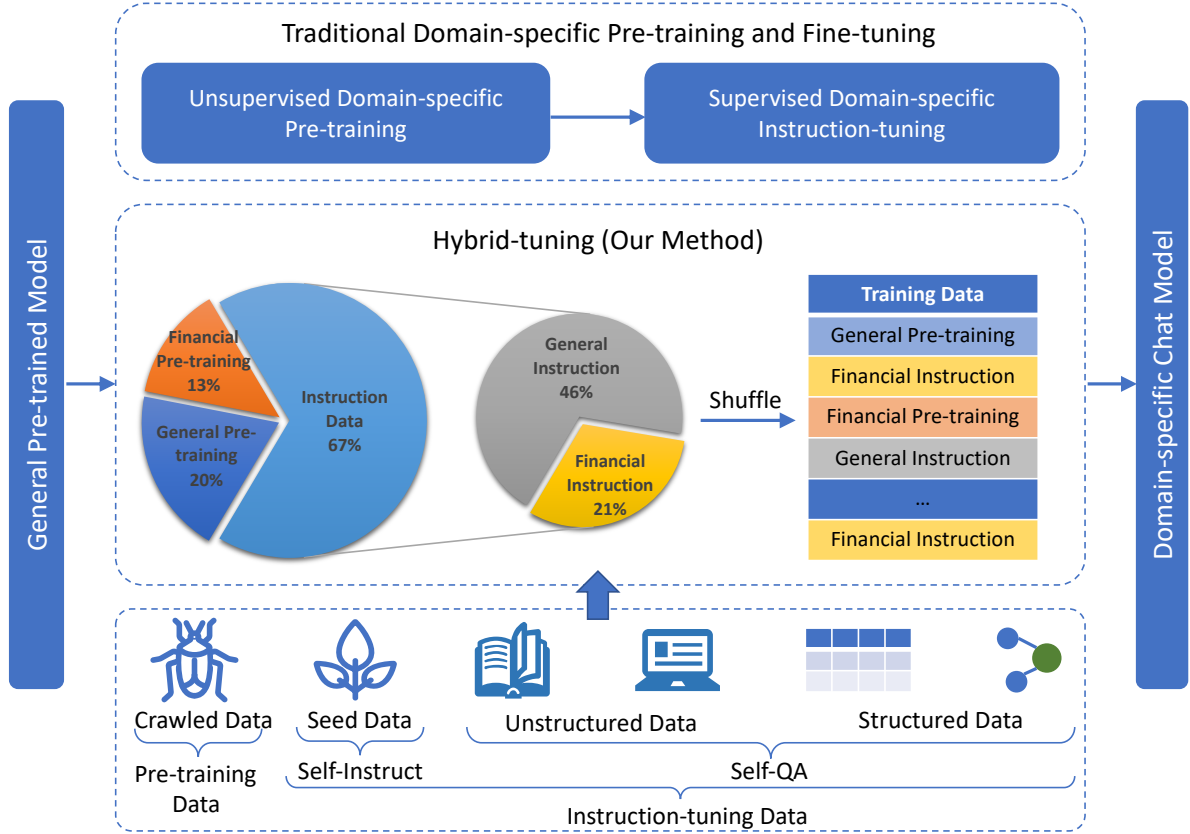 Traditional Domain-specific Pre-training and Fine-tuning
Unsupervised Domain-specific
Pre-training
Supervised Domain-specific
Instruction-tuning
General Pre-trained Model
Hybrid-tuning (Our Method)
Financial
Pre-training
13%
General Pre-
training
20%
Instruction
Data
67%
General
Instruction
46%
Financial
Instruction
21%
Shuffle
Training Data
General Pre-training
Financial Instruction
Financial Pre-training
General Instruction
...
Financial Instruction
Domain-specific Chat Model
Crawled Data
Seed Data
Unstructured Data
Structured Data
Pre-training
Data
Self-Instruct
Self-QA
Instruction-tuning Data